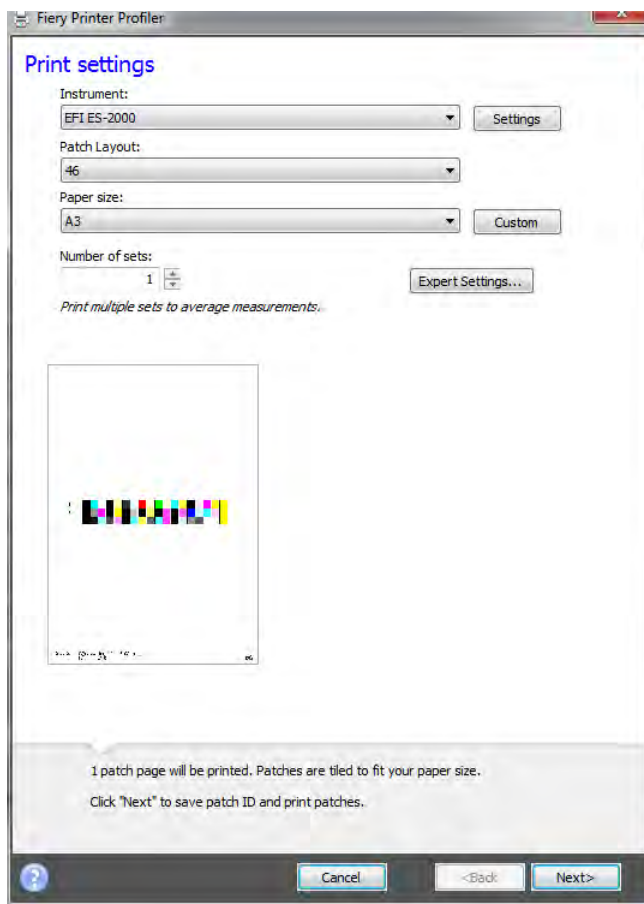 Fiery Printer Profiler
Print settings
Instrument:
EFI ES-2000
Settings
Patch Layout:
46
Paper size:
A3
Custom
Number of sets:
1
Expert Settings...
Print multiple sets to average measurements.
1 patch page will be printed. Patches are tiled to fit your paper size.
Click "Next" to save patch ID and print patches.
?
Cancel
<Back
Next>